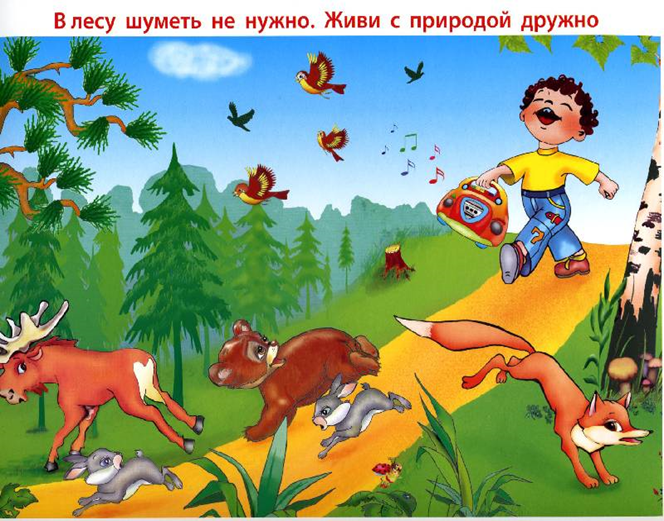 В лесу шуметь не нужно. Живи с природой дружно